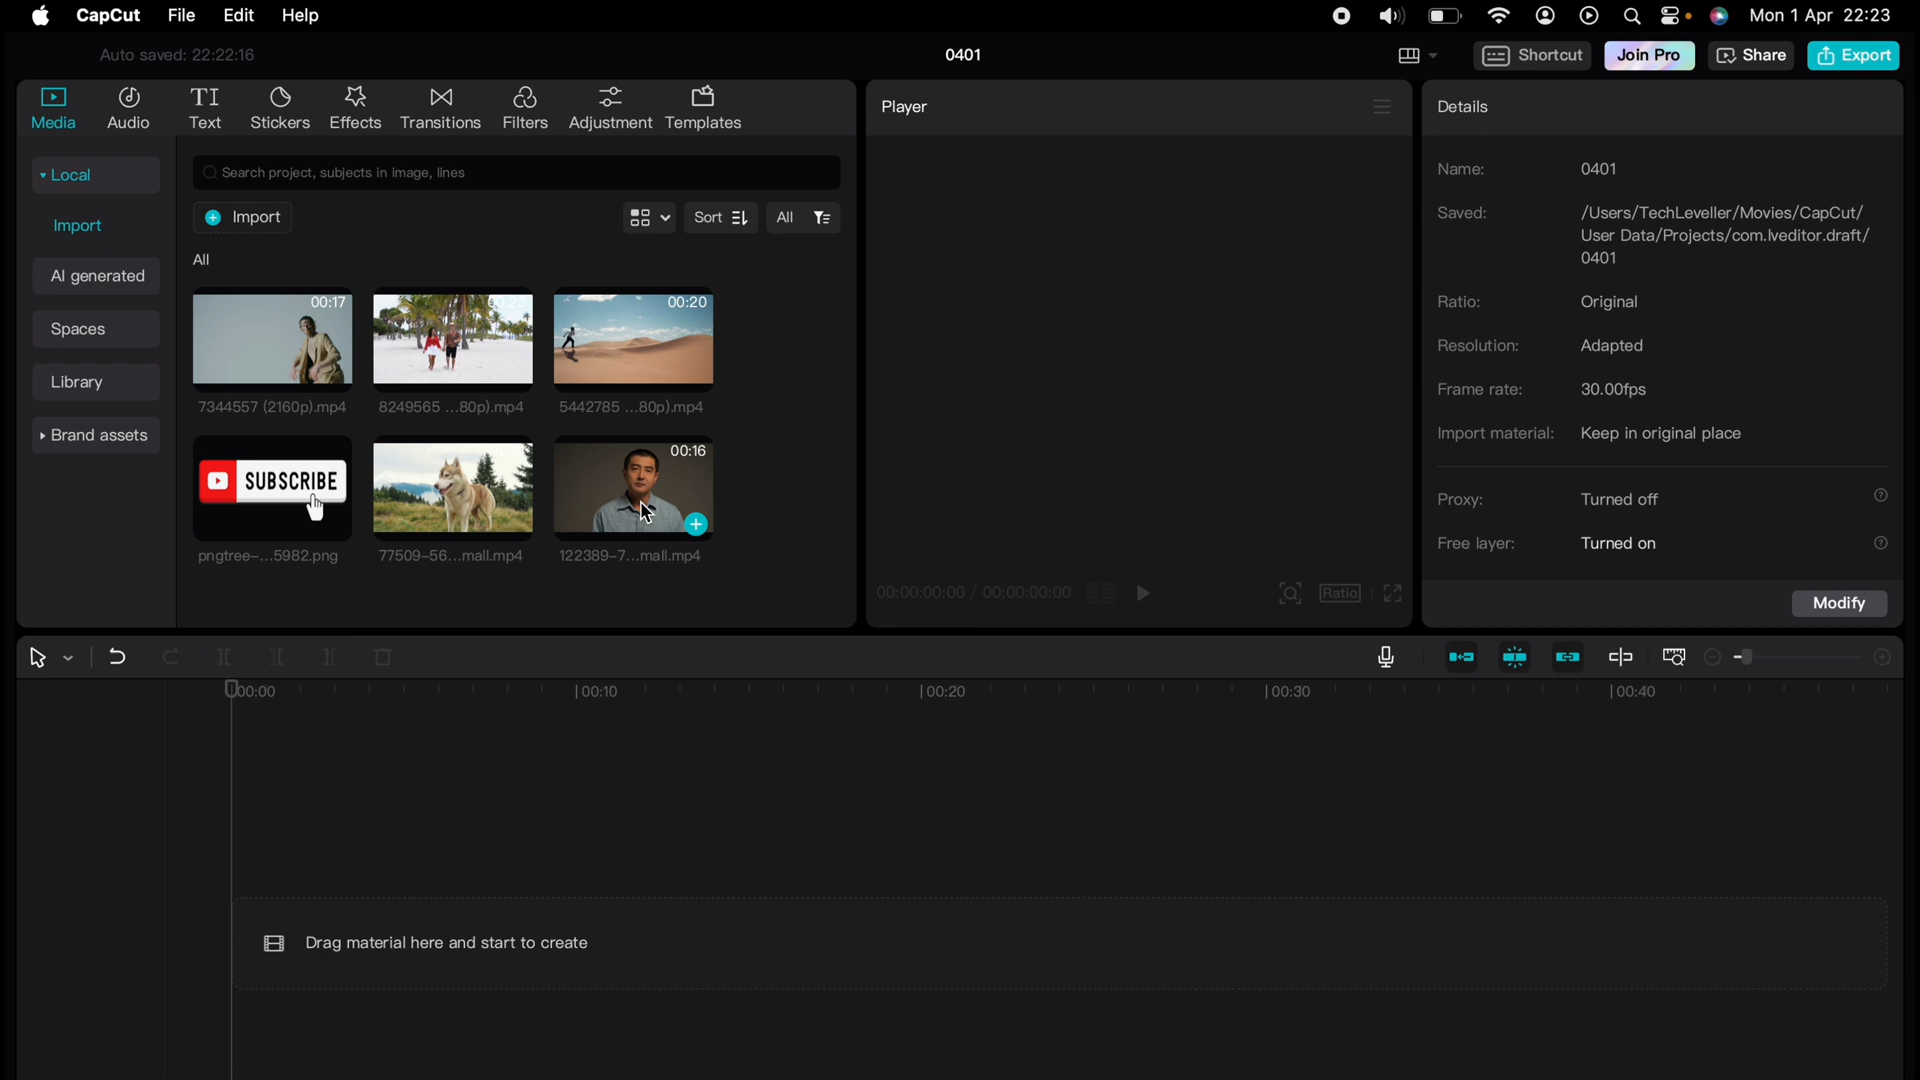 CapCut File Edit Help Mon 1 Apr 22:23
Auto saved: 22:22:16 0401 Shortcut Join Pro Share Export
Media Audio Text Stickers Effects Transitions Filters Adjustment Templates
Local
Import
AI generated
Spaces
Library
Brand assets
Search project, subjects in image, lines
Import Sort All
All
00:17 00:20
7344557 (2160p).mp4 8249565 ...80p).mp4 5442785 ...80p).mp4
SUBSCRIBE 00:16
pngtree-...5982.png 77509-56...mall.mp4 122389-7...mall.mp4
Player
00:00:00:00 / 00:00:00:00 Ratio
Details
Name: 0401
Saved: /Users/TechLeveller/Movies/CapCut/
User Data/Projects/com.lveditor.draft/
0401
Ratio: Original
Resolution: Adapted
Frame rate: 30.00fps
Import material: Keep in original place
Proxy: Turned off
Free layer: Turned on
Modify
00:00 00:10 00:20 00:30 00:40
Drag material here and start to create